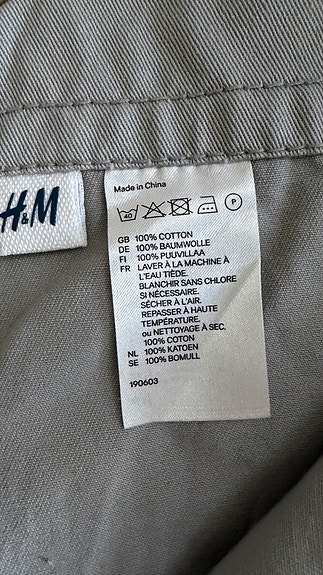 H&M
Made in China
40 P
GB 100% COTTON
DE 100% BAUMWOLLE
FI 100% PUUVILLAA
FR LAVER À LA MACHINE À
L'EAU TIÈDE.
BLANCHIR SANS CHLORE
SI NÉCESSAIRE.
SÉCHER À L'AIR.
REPASSER À HAUTE
TEMPÉRATURE.
ou NETTOYAGE À SEC.
100% COTON
NL 100% KATOEN
SE 100% BOMULL
190603